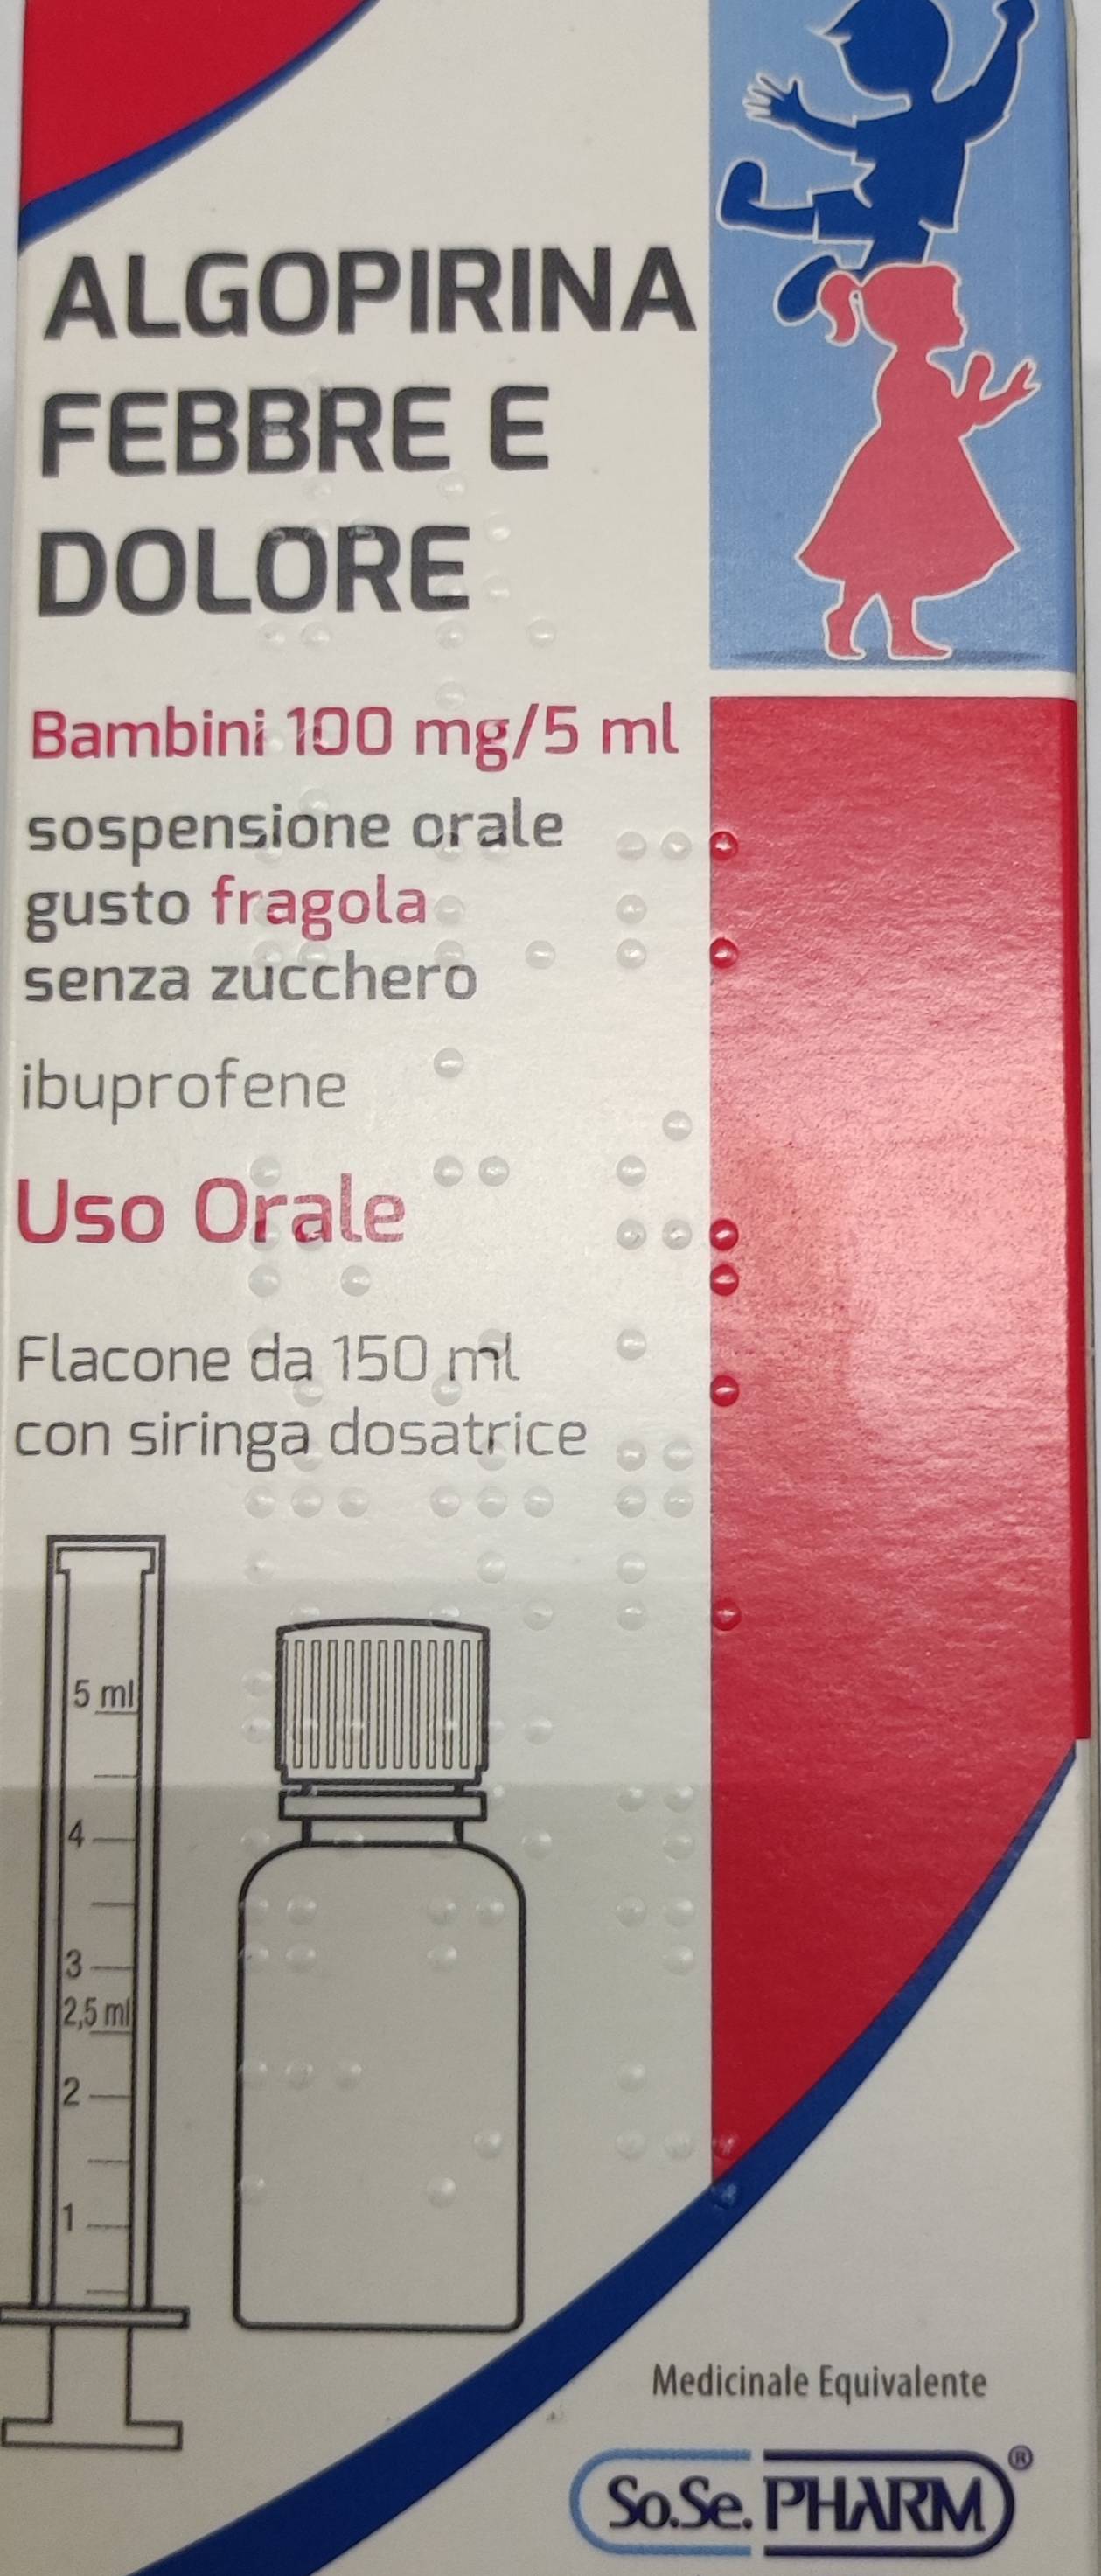 ALGOPIRINA
FEBBRE E
DOLORE
Bambini 100 mg/5 ml
sospensione orale
gusto fragola
senza zucchero
ibuprofene
Uso Orale
Flacone da 150 ml
con siringa dosatrice
5 ml
4
3
2,5 ml
2
1
Medicinale Equivalente
So.Se. PHARM®